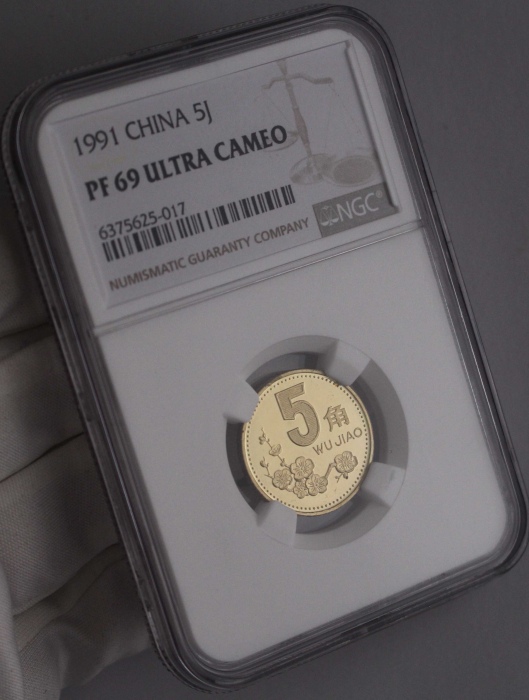 1991 CHINA 5J
PF 69 ULTRA CAMEO
6375625-017
NGC®
NUMISMATIC GUARANTY COMPANY
5角
WU JIAO